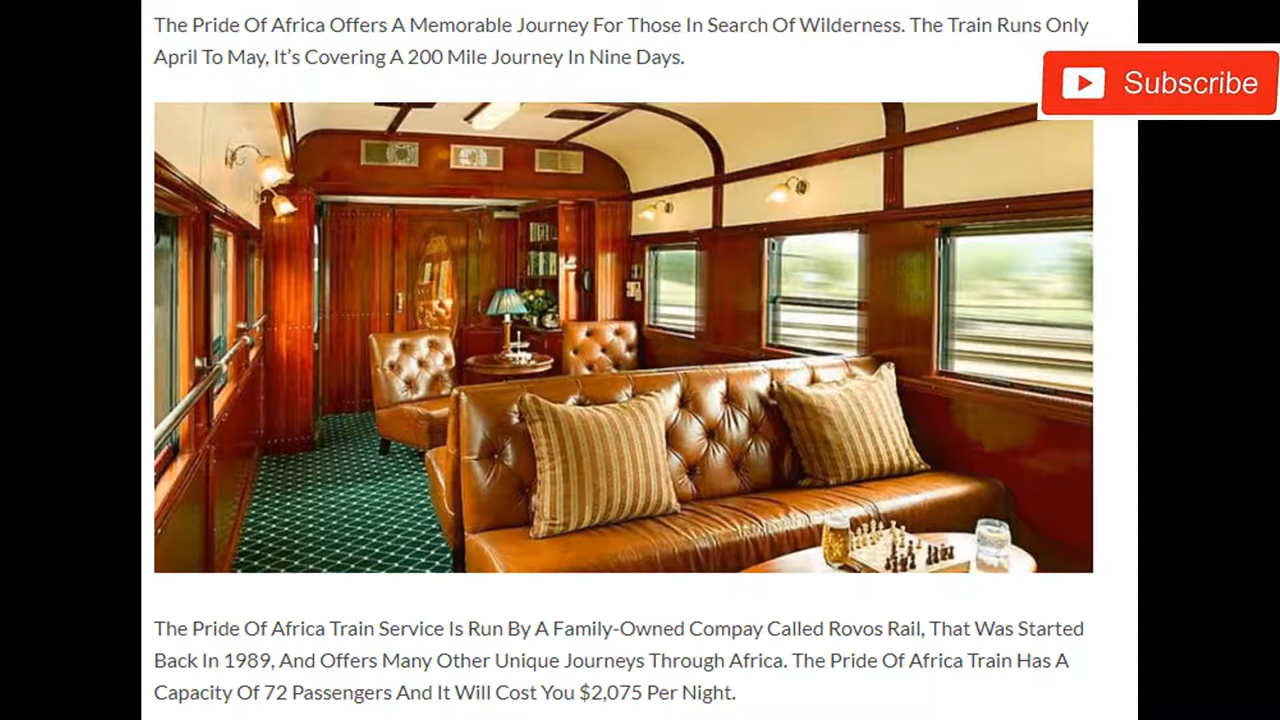 The Pride Of Africa Offers A Memorable Journey For Those In Search Of Wilderness. The Train Runs Only
April To May, It's Covering A 200 Mile Journey In Nine Days.
Subscribe
The Pride Of Africa Train Service Is Run By A Family-Owned Compay Called Rovos Rail, That Was Started
Back In 1989, And Offers Many Other Unique Journeys Through Africa. The Pride Of Africa Train Has A
Capacity Of 72 Passengers And It Will Cost You $2,075 Per Night.